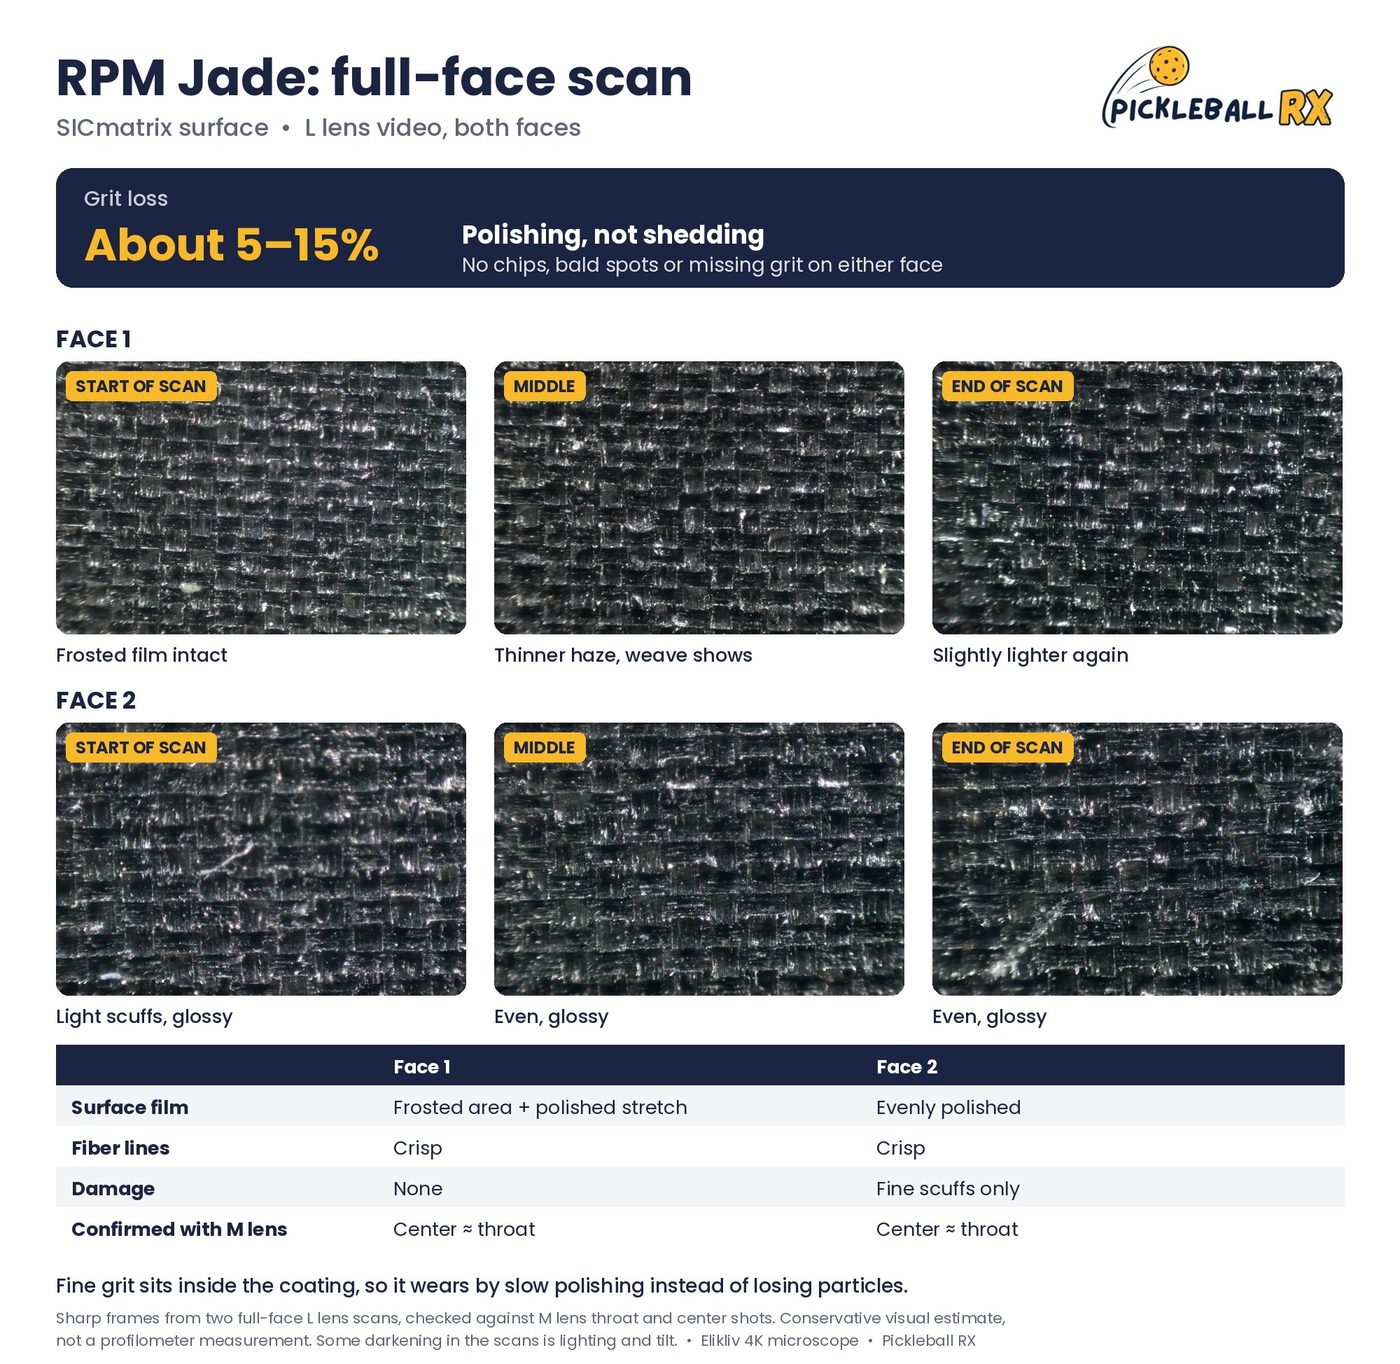 RPM Jade: full-face scan
SICmatrix surface • L lens video, both faces
PICKLEBALL RX
Grit loss
About 5–15%
Polishing, not shedding
No chips, bald spots or missing grit on either face
FACE 1
START OF SCAN
MIDDLE
END OF SCAN
Frosted film intact
Thinner haze, weave shows
Slightly lighter again
FACE 2
START OF SCAN
MIDDLE
END OF SCAN
Light scuffs, glossy
Even, glossy
Even, glossy
Face 1 Face 2
Surface film Frosted area + polished stretch Evenly polished
Fiber lines Crisp Crisp
Damage None Fine scuffs only
Confirmed with M lens Center ≈ throat Center ≈ throat
Fine grit sits inside the coating, so it wears by slow polishing instead of losing particles.
Sharp frames from two full-face L lens scans, checked against M lens throat and center shots. Conservative visual estimate,
not a profilometer measurement. Some darkening in the scans is lighting and tilt. • Elikliv 4K microscope • Pickleball RX